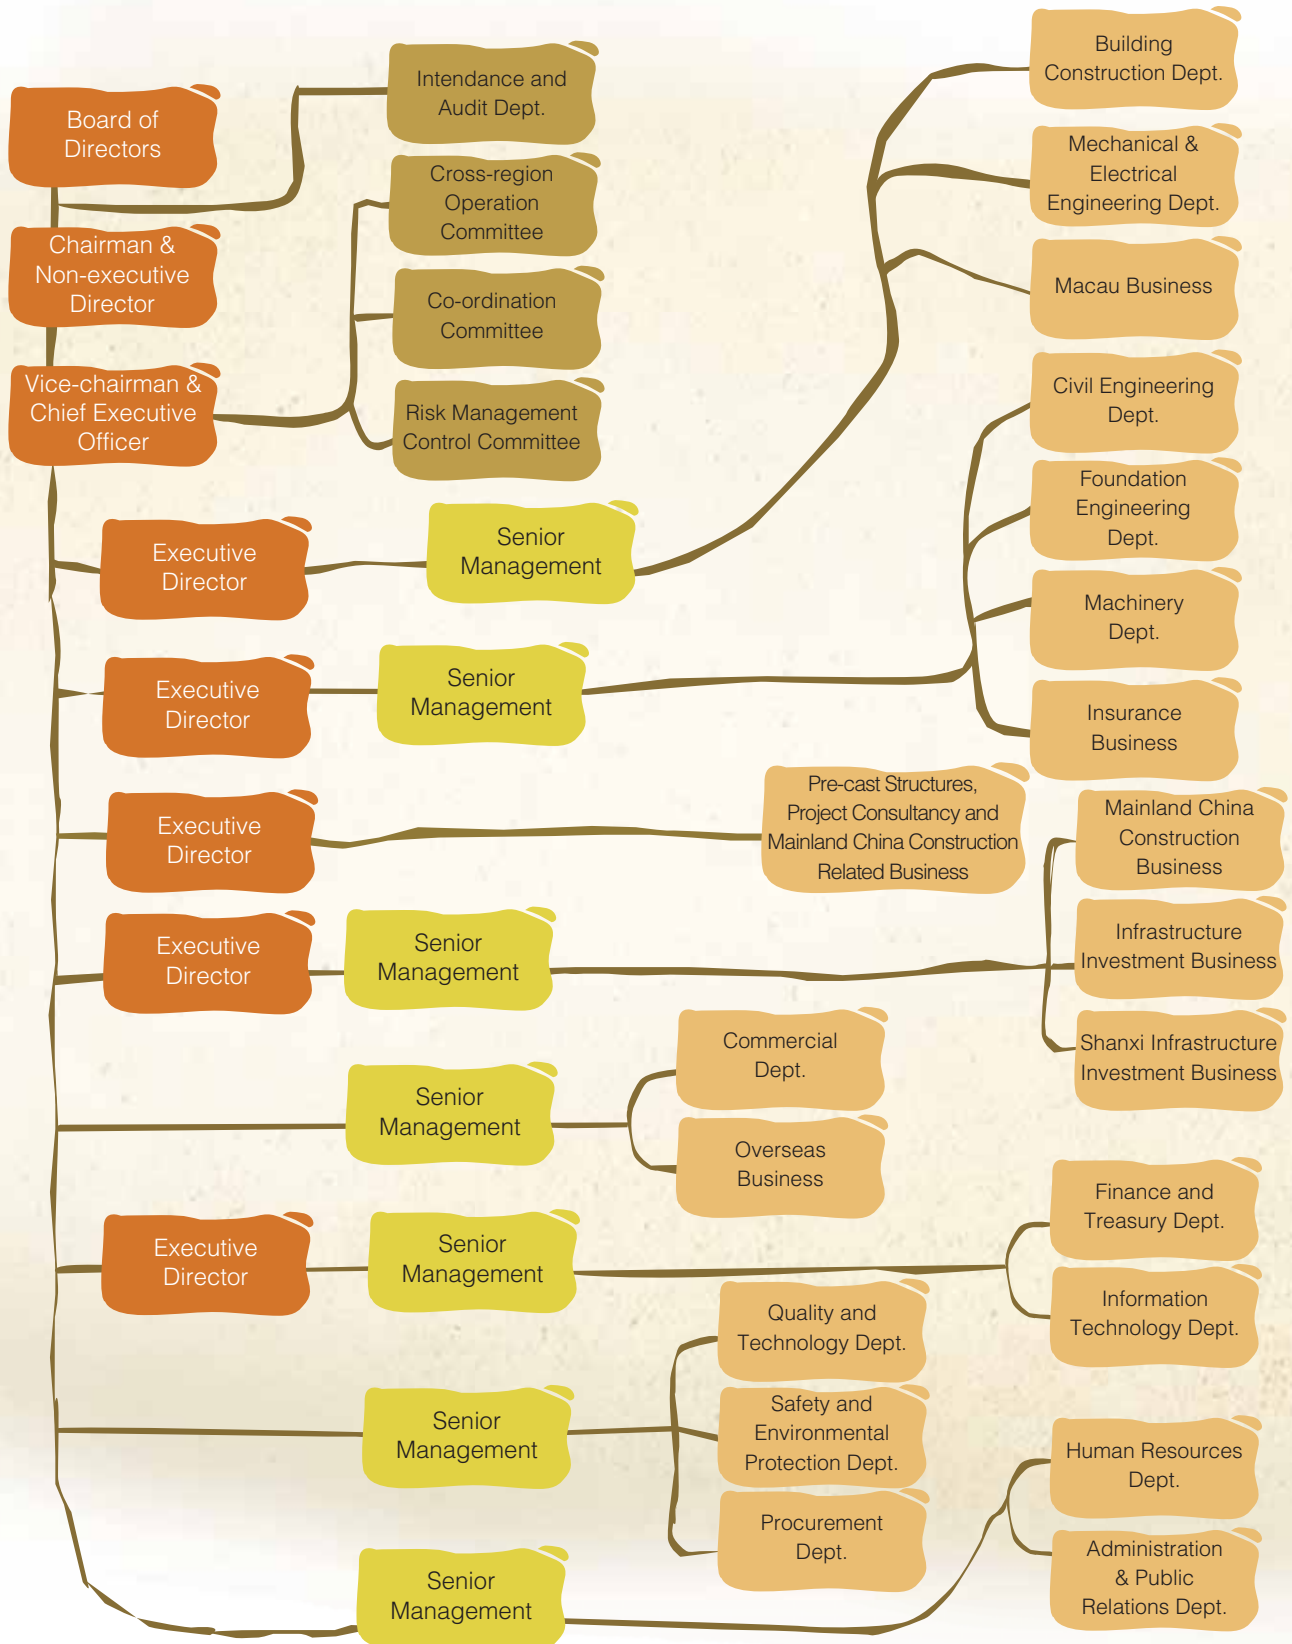 Board of
Directors
Intendance and
Audit Dept.
Chairman &
Non-executive
Director
Cross-region
Operation
Committee
Co-ordination
Committee
Vice-chairman &
Chief Executive
Officer
Risk Management
Control Committee
Executive
Director
Senior
Management
Building
Construction Dept.
Mechanical &
Electrical
Engineering Dept.
Macau Business
Executive
Director
Senior
Management
Civil Engineering
Dept.
Foundation
Engineering
Dept.
Machinery
Dept.
Insurance
Business
Executive
Director
Pre-cast Structures,
Project Consultancy and
Mainland China Construction
Related Business
Executive
Director
Senior
Management
Mainland China
Construction
Business
Infrastructure
Investment Business
Shanxi Infrastructure
Investment Business
Senior
Management
Commercial
Dept.
Overseas
Business
Executive
Director
Senior
Management
Finance and
Treasury Dept.
Information
Technology Dept.
Senior
Management
Quality and
Technology Dept.
Safety and
Environmental
Protection Dept.
Procurement
Dept.
Senior
Management
Human Resources
Dept.
Administration
& Public
Relations Dept.